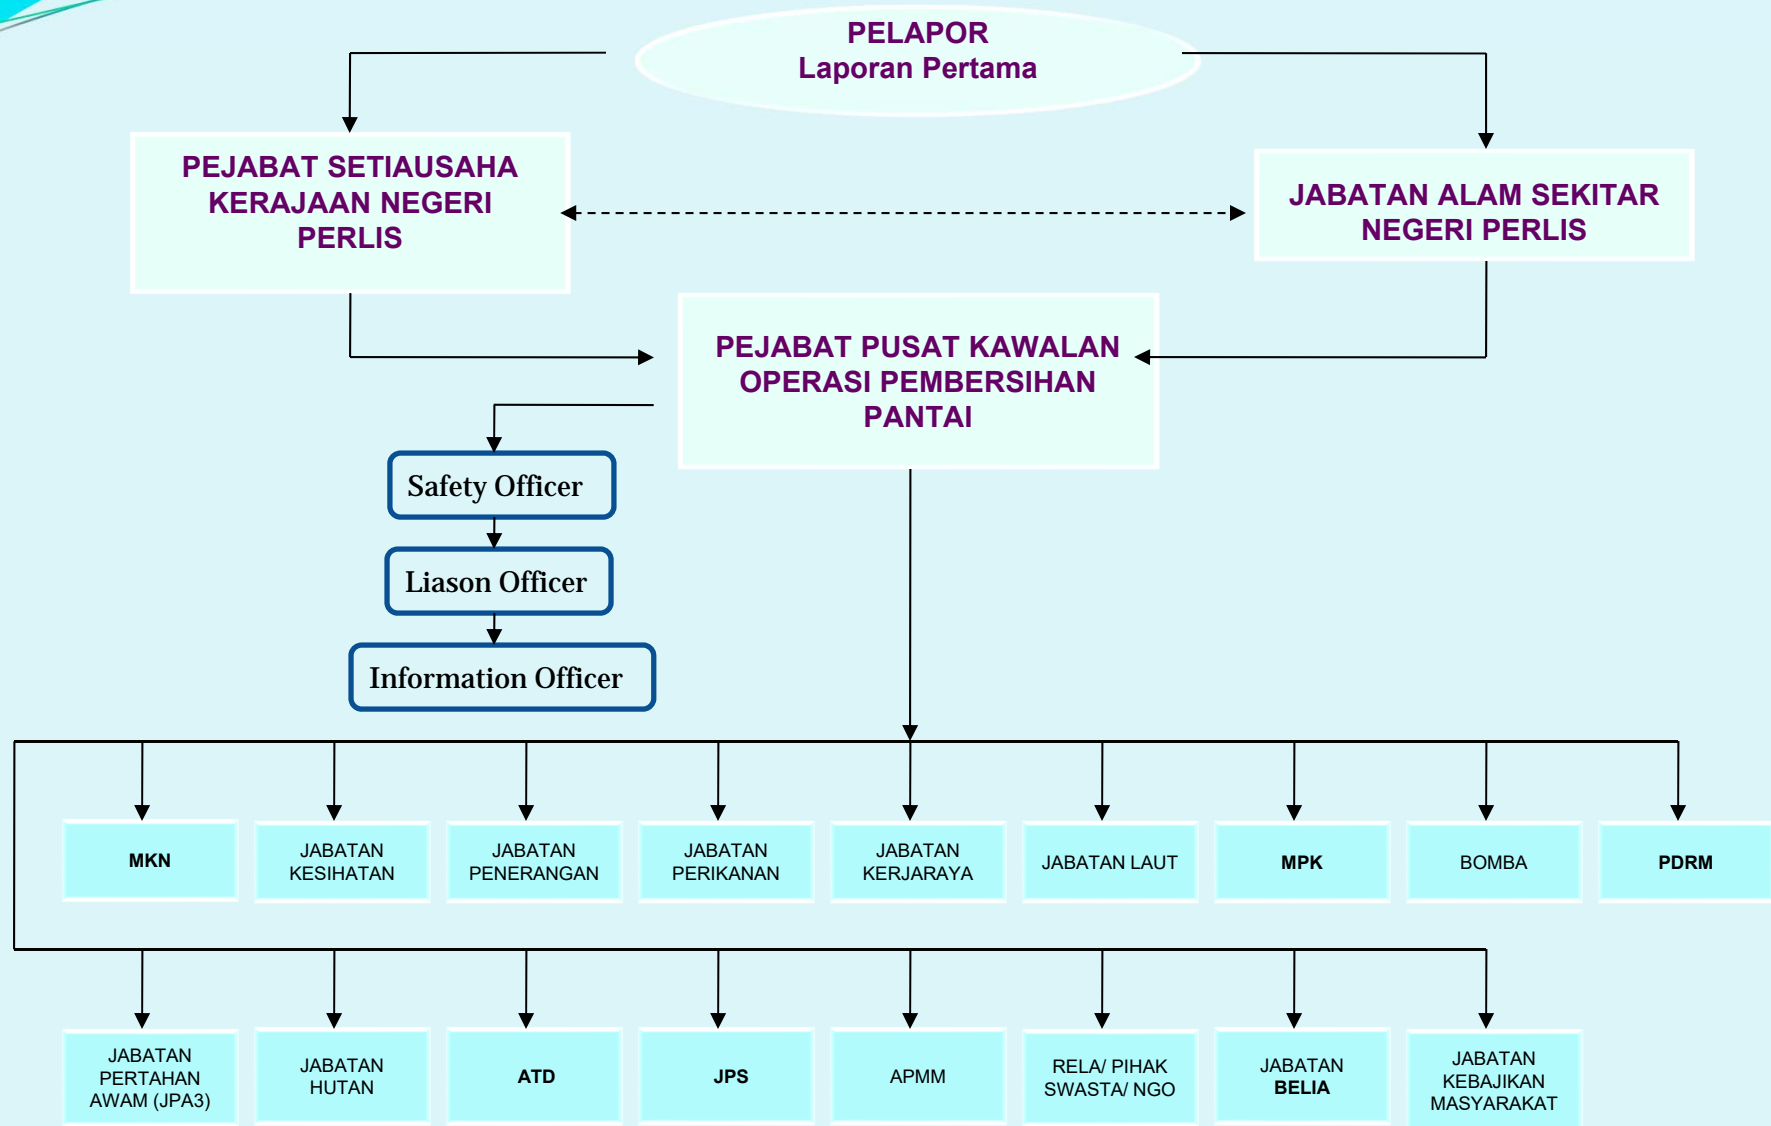 PELAPOR
Laporan Pertama
PEJABAT SETIAUSAHA
KERAJAAN NEGERI
PERLIS
JABATAN ALAM SEKITAR
NEGERI PERLIS
PEJABAT PUSAT KAWALAN
OPERASI PEMBERSIHAN
PANTAI
Safety Officer
Liason Officer
Information Officer
MKN
JABATAN
KESIHATAN
JABATAN
PENERANGAN
JABATAN
PERIKANAN
JABATAN
KERJARAYA
JABATAN LAUT
MPK
BOMBA
PDRM
JABATAN
PERTAHAN
AWAM (JPA3)
JABATAN
HUTAN
ATD
JPS
APMM
RELA/ PIHAK
SWASTA/ NGO
JABATAN
BELIA
JABATAN
KEBAJIKAN
MASYARAKAT